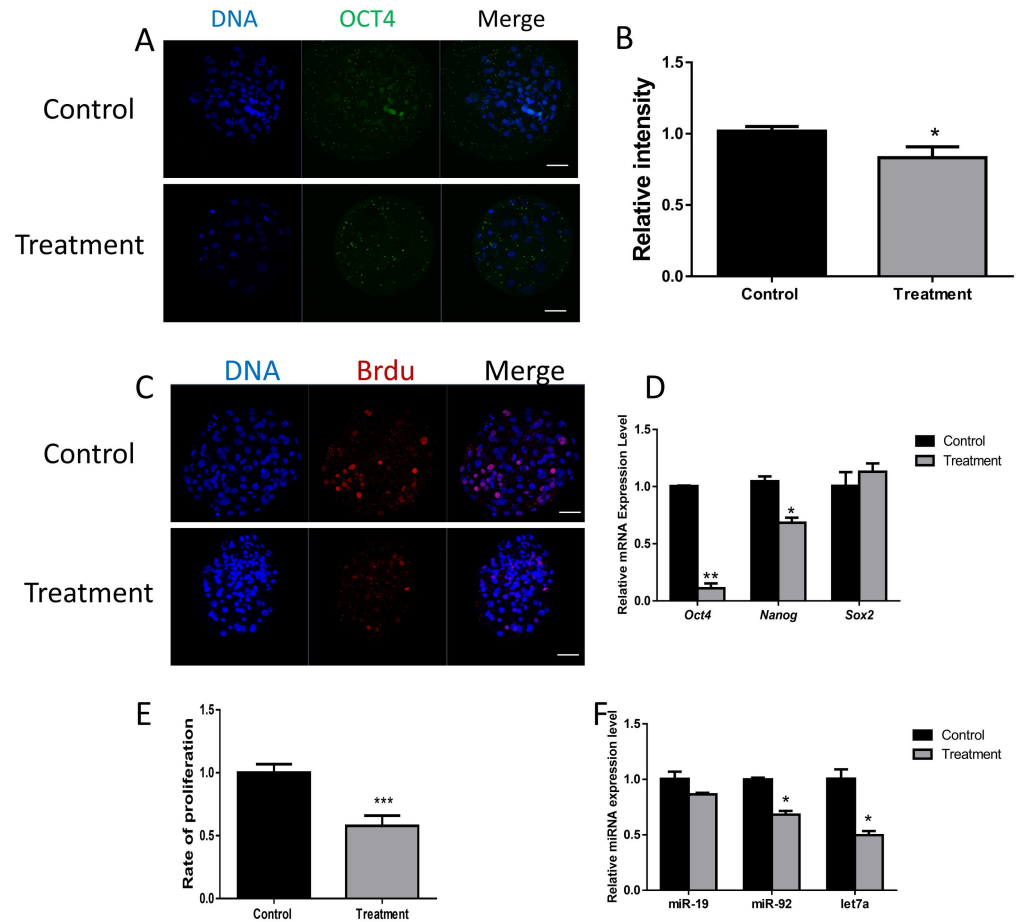 A
DNA OCT4 Merge
Control
Treatment
B
Relative intensity
1.5
1.0
0.5
0.0
*
Control Treatment
C
DNA Brdu Merge
Control
Treatment
D
Relative mRNA Expression Level
1.5
1.0
0.5
0.0
**
*
Oct4 Nanog Sox2
Control
Treatment
E
Rate of proliferation
1.5
1.0
0.5
0.0
***
Control Treatment
F
Relative miRNA expression level
1.5
1.0
0.5
0.0
*
*
miR-19 miR-92 let7a
Control
Treatment